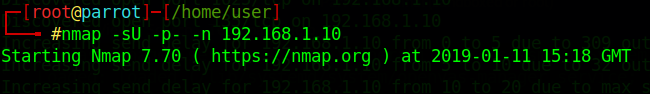 ┌─[root@parrot]─[/home/user]
└──╼ #nmap -sU -p- -n 192.168.1.10
Starting Nmap 7.70 ( https://nmap.org ) at 2019-01-11 15:18 GMT